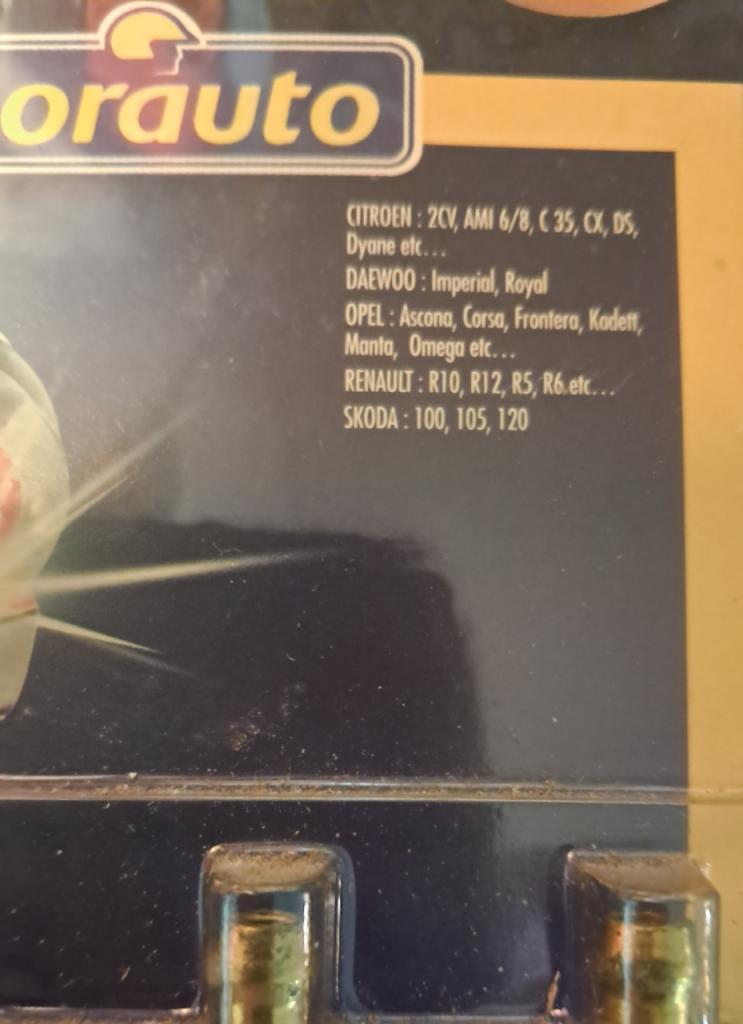 orauto
CITROEN : 2CV, AMI 6/8, C 35, CX, DS,
Dyane etc...
DAEWOO : Imperial, Royal
OPEL : Ascona, Corsa, Frontera, Kadett,
Manta, Omega etc...
RENAULT : R10, R12, R5, R6 etc...
SKODA : 100, 105, 120